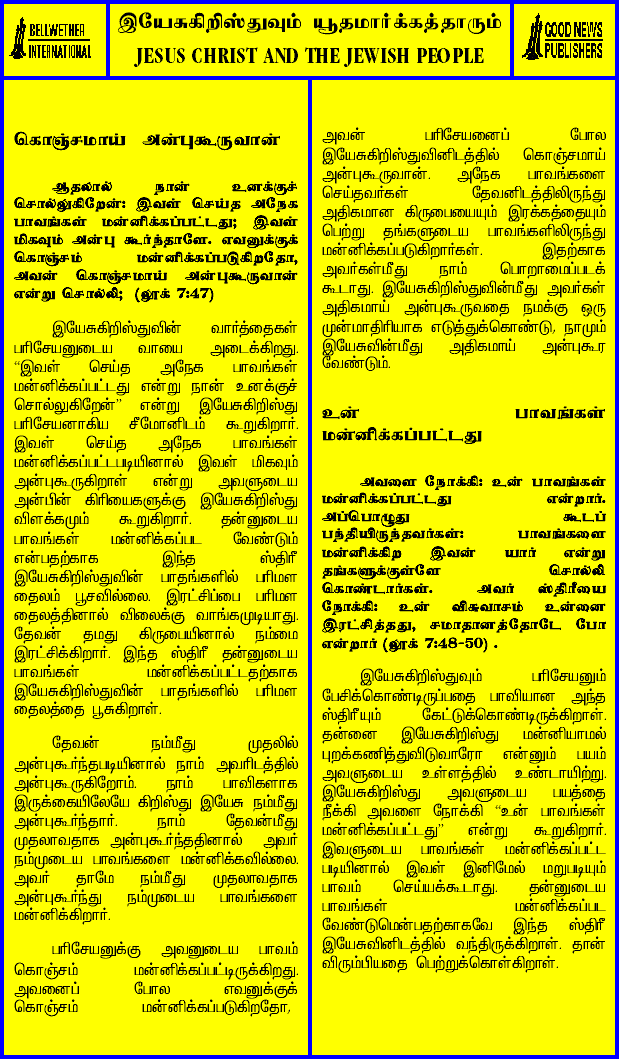 BELLWETHER
INTERNATIONAL
இயேசுகிறிஸ்துவும் யூதமார்க்கத்தாரும்
JESUS CHRIST AND THE JEWISH PEOPLE
GOOD NEWS
PUBLISHERS
கொஞ்சமாய் அன்புகூருவான்
ஆதலால் நான் உனக்குச்
சொல்லுகிறேன்: இவள் செய்த அநேக
பாவங்கள் மன்னிக்கப்பட்டது; இவள்
மிகவும் அன்பு கூர்ந்தாளே. எவனுக்குக்
கொஞ்சம் மன்னிக்கப்படுகிறதோ,
அவன் கொஞ்சமாய் அன்புகூருவான்
என்று சொல்லி; (லூக் 7:47)
இயேசுகிறிஸ்துவின் வார்த்தைகள்
பரிசேயனுடைய வாயை அடைக்கிறது.
“இவள் செய்த அநேக பாவங்கள்
மன்னிக்கப்பட்டது என்று நான் உனக்குச்
சொல்லுகிறேன்” என்று இயேசுகிறிஸ்து
பரிசேயனாகிய சீமோனிடம் கூறுகிறார்.
இவள் செய்த அநேக பாவங்கள்
மன்னிக்கப்பட்டபடியினால் இவள் மிகவும்
அன்புகூருகிறாள் என்று அவளுடைய
அன்பின் கிரியைகளுக்கு இயேசுகிறிஸ்து
விளக்கமும் கூறுகிறார். தன்னுடைய
பாவங்கள் மன்னிக்கப்பட வேண்டும்
என்பதற்காக இந்த ஸ்திரீ
இயேசுகிறிஸ்துவின் பாதங்களில் பரிமள
தைலம் பூசவில்லை. இரட்சிப்பை பரிமள
தைலத்தினால் விலைக்கு வாங்கமுடியாது.
தேவன் தமது கிருபையினால் நம்மை
இரட்சிக்கிறார். இந்த ஸ்திரீ தன்னுடைய
பாவங்கள் மன்னிக்கப்பட்டதற்காக
இயேசுகிறிஸ்துவின் பாதங்களில் பரிமள
தைலத்தை பூசுகிறாள்.
தேவன் நம்மீது முதலில்
அன்புகூர்ந்தபடியினால் நாம் அவரிடத்தில்
அன்புகூருகிறோம். நாம் பாவிகளாக
இருக்கையிலேயே கிறிஸ்து இயேசு நம்மீது
அன்புகூர்ந்தார். நாம் தேவன்மீது
முதலாவதாக அன்புகூர்ந்ததினால் அவர்
நம்முடைய பாவங்களை மன்னிக்கவில்லை.
அவர் தாமே நம்மீது முதலாவதாக
அன்புகூர்ந்து நம்முடைய பாவங்களை
மன்னிக்கிறார்.
பரிசேயனுக்கு அவனுடைய பாவம்
கொஞ்சம் மன்னிக்கப்பட்டிருக்கிறது.
அவனைப் போல எவனுக்குக்
கொஞ்சம் மன்னிக்கப்படுகிறதோ,
அவன் பரிசேயனைப் போல
இயேசுகிறிஸ்துவினிடத்தில் கொஞ்சமாய்
அன்புகூருவான். அநேக பாவங்களை
செய்தவர்கள் தேவனிடத்திலிருந்து
அதிகமான கிருபையையும் இரக்கத்தையும்
பெற்று தங்களுடைய பாவங்களிலிருந்து
மன்னிக்கப்படுகிறார்கள். இதற்காக
அவர்கள்மீது நாம் பொறாமைப்படக்
கூடாது. இயேசுகிறிஸ்துவின்மீது அவர்கள்
அதிகமாய் அன்புகூருவதை நமக்கு ஒரு
முன்மாதிரியாக எடுத்துக்கொண்டு, நாமும்
இயேசுவின்மீது அதிகமாய் அன்புகூர
வேண்டும்.
உன் பாவங்கள்
மன்னிக்கப்பட்டது
அவளை நோக்கி: உன் பாவங்கள்
மன்னிக்கப்பட்டது என்றார்.
அப்பொழுது கூடப்
பந்தியிருந்தவர்கள்: பாவங்களை
மன்னிக்கிற இவன் யார் என்று
தங்களுக்குள்ளே சொல்லி
கொண்டார்கள். அவர் ஸ்திரீயை
நோக்கி: உன் விசுவாசம் உன்னை
இரட்சித்தது, சமாதானத்தோடே போ
என்றார் (லூக் 7:48-50) .
இயேசுகிறிஸ்துவும் பரிசேயனும்
பேசிக்கொண்டிருப்பதை பாவியான அந்த
ஸ்திரீயும் கேட்டுக்கொண்டிருக்கிறாள்.
தன்னை இயேசுகிறிஸ்து மன்னியாமல்
புறக்கணித்துவிடுவாரோ என்னும் பயம்
அவளுடைய உள்ளத்தில் உண்டாயிற்று.
இயேசுகிறிஸ்து அவளுடைய பயத்தை
நீக்கி அவளை நோக்கி “உன் பாவங்கள்
மன்னிக்கப்பட்டது” என்று கூறுகிறார்.
இவளுடைய பாவங்கள் மன்னிக்கப்பட்ட
படியினால் இவள் இனிமேல் மறுபடியும்
பாவம் செய்யக்கூடாது. தன்னுடைய
பாவங்கள் மன்னிக்கப்பட
வேண்டுமென்பதற்காகவே இந்த ஸ்திரீ
இயேசுவினிடத்தில் வந்திருக்கிறாள். தான்
விரும்பியதை பெற்றுக்கொள்கிறாள்.